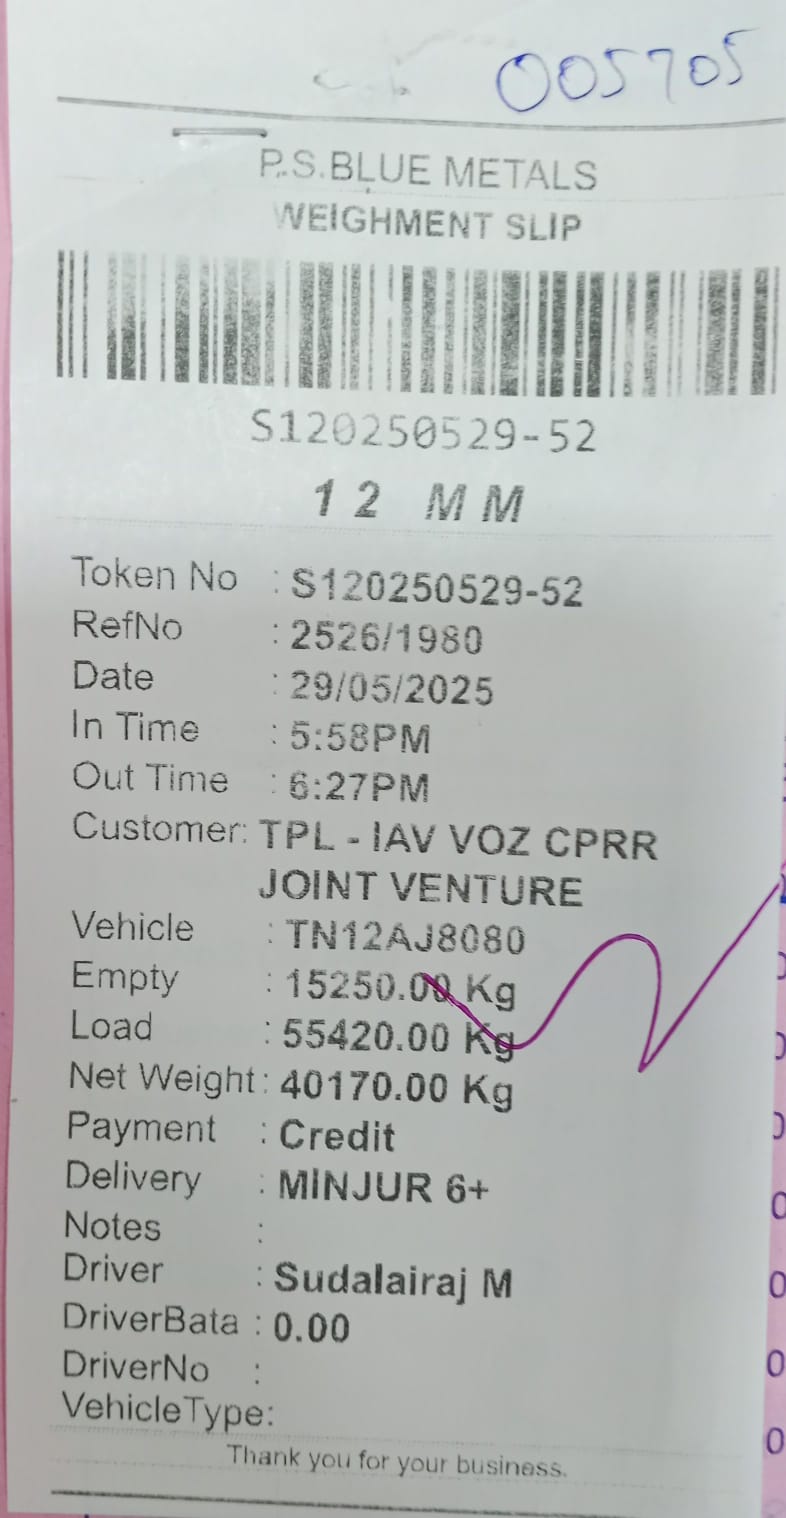 005705
P.S.BLUE METALS
WEIGHMENT SLIP
S120250529-52
12 MM
Token No : S120250529-52
RefNo : 2526/1980
Date : 29/05/2025
In Time : 5:58PM
Out Time : 6:27PM
Customer: TPL - IAV VOZ CPRR
JOINT VENTURE
Vehicle : TN12AJ8080
Empty : 15250.00 Kg
Load : 55420.00 Kg
Net Weight: 40170.00 Kg
Payment : Credit
Delivery : MINJUR 6+
Notes :
Driver : Sudalairaj M
DriverBata : 0.00
DriverNo :
VehicleType:
Thank you for your business.